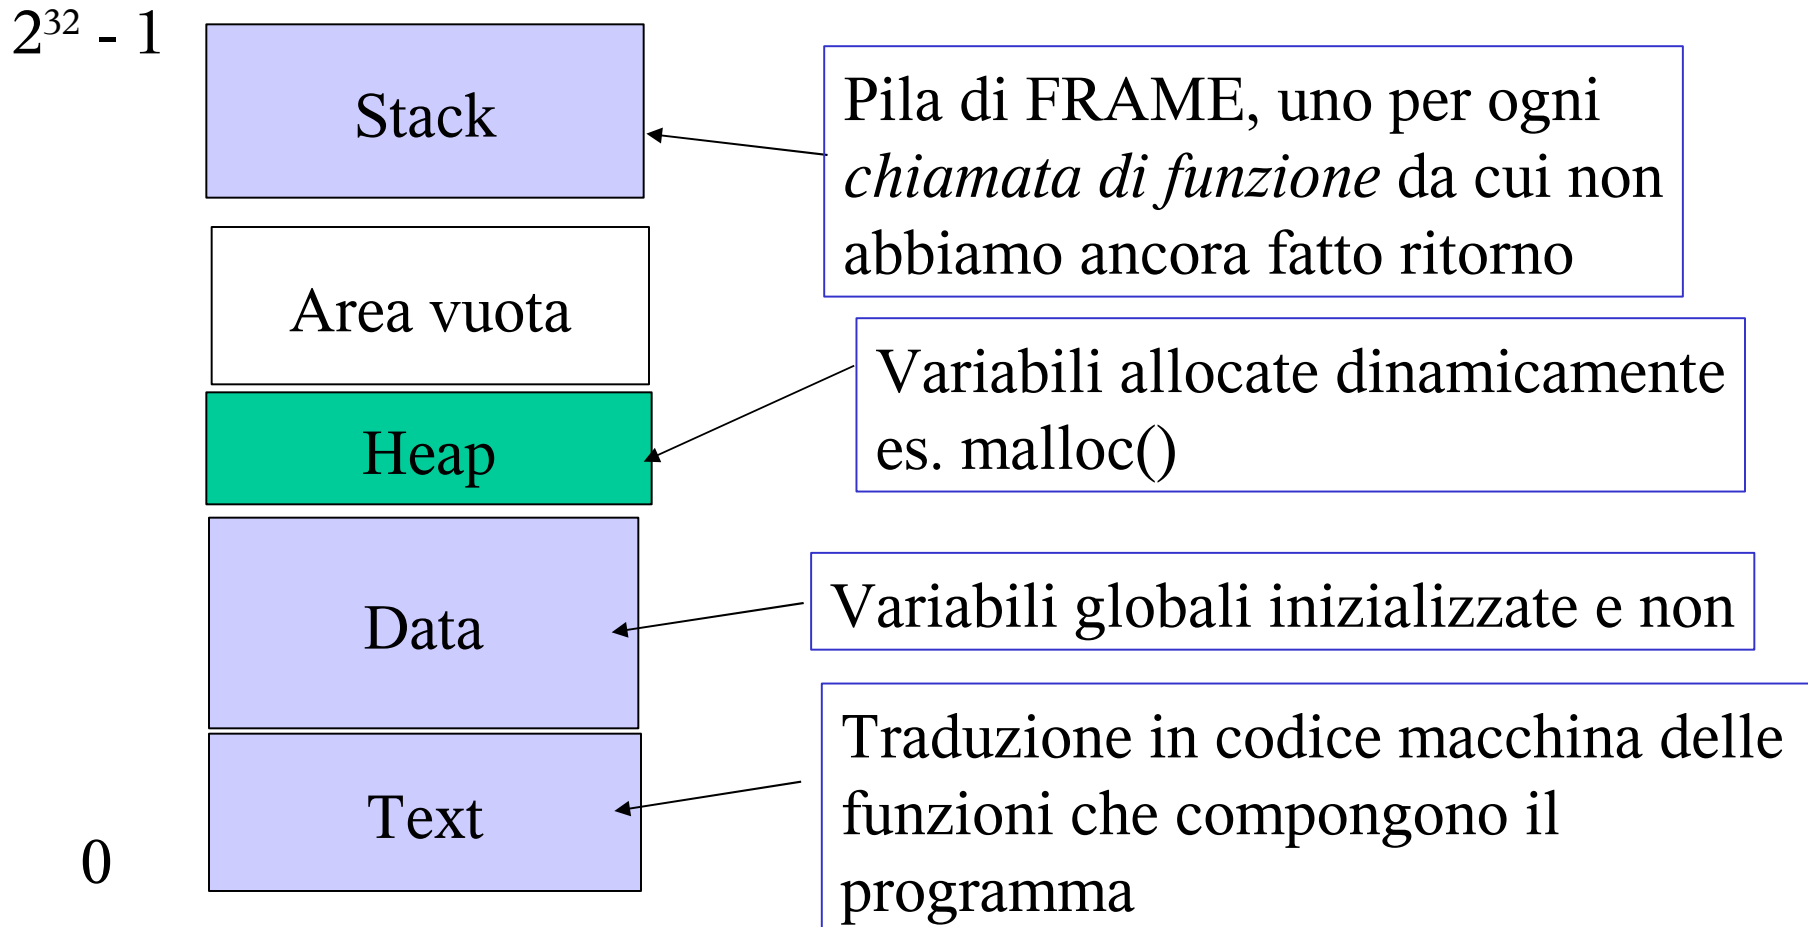 2³² - 1
Stack
Pila di FRAME, uno per ogni
chiamata di funzione da cui non
abbiamo ancora fatto ritorno
Area vuota
Variabili allocate dinamicamente
es. malloc()
Heap
Data
Variabili globali inizializzate e non
Traduzione in codice macchina delle
funzioni che compongono il
programma
Text
0